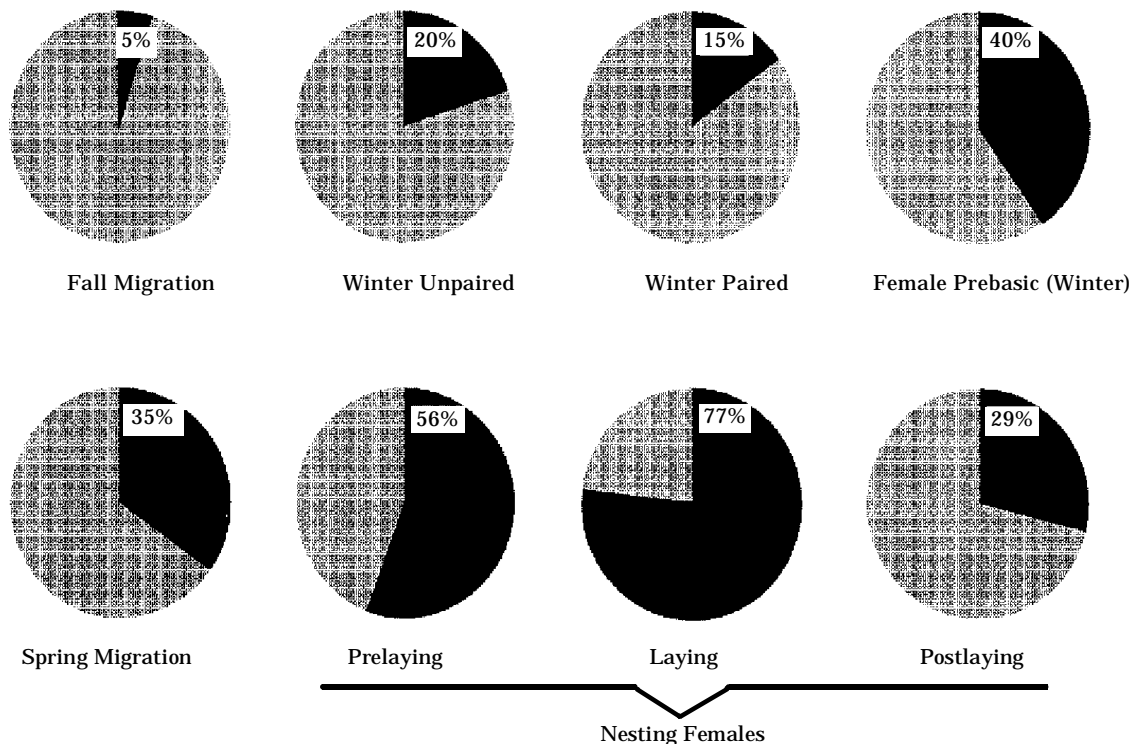 5%
20%
15%
40%
Fall Migration
Winter Unpaired
Winter Paired
Female Prebasic (Winter)
35%
56%
77%
29%
Spring Migration
Prelaying
Laying
Postlaying
Nesting Females